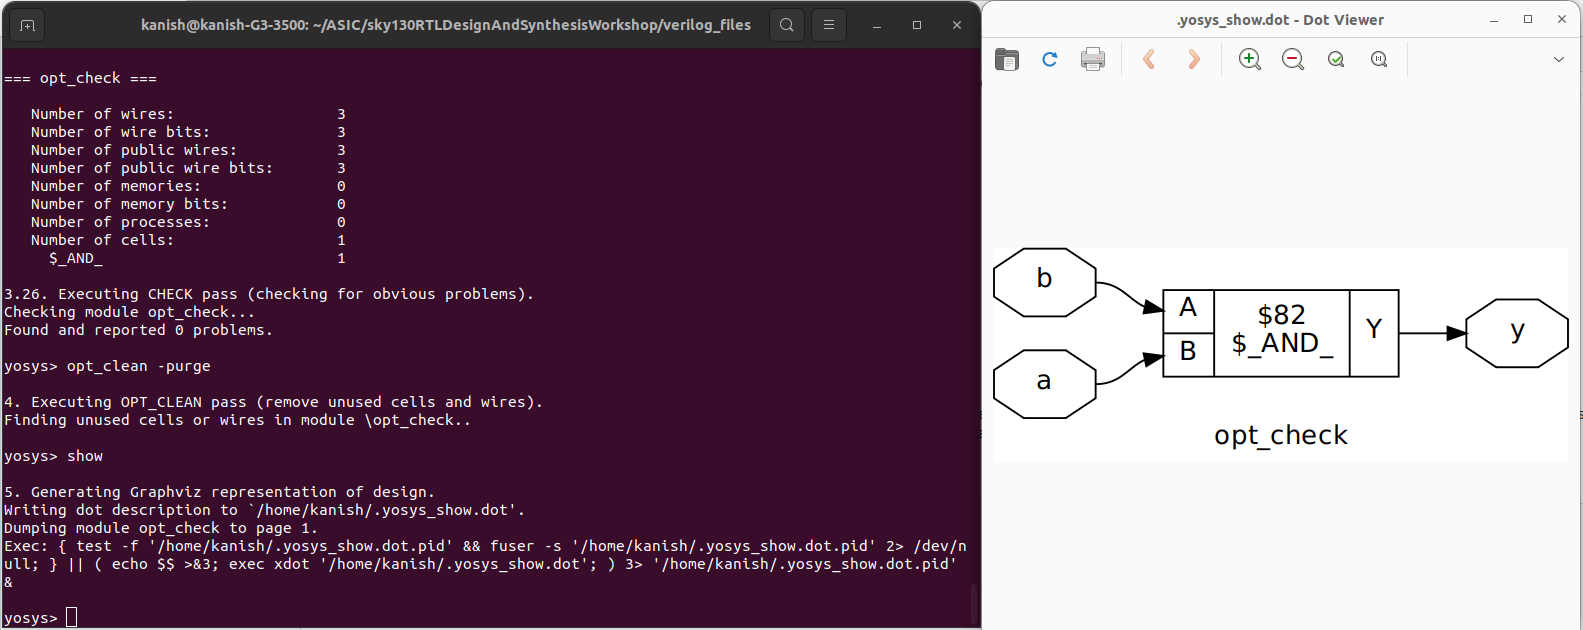 kanish@kanish-G3-3500: ~/ASIC/sky130RTLDesignAndSynthesisWorkshop/verilog_files
=== opt_check ===
Number of wires: 3
Number of wire bits: 3
Number of public wires: 3
Number of public wire bits: 3
Number of memories: 0
Number of memory bits: 0
Number of processes: 0
Number of cells: 1
$_AND_ 1
3.26. Executing CHECK pass (checking for obvious problems).
Checking module opt_check...
Found and reported 0 problems.
yosys> opt_clean -purge
4. Executing OPT_CLEAN pass (remove unused cells and wires).
Finding unused cells or wires in module \opt_check..
yosys> show
5. Generating Graphviz representation of design.
Writing dot description to `/home/kanish/.yosys_show.dot'.
Dumping module opt_check to page 1.
Exec: { test -f '/home/kanish/.yosys_show.dot.pid' && fuser -s '/home/kanish/.yosys_show.dot.pid' 2> /dev/n
ull; } || ( echo $$ >&3; exec xdot '/home/kanish/.yosys_show.dot'; ) 3> '/home/kanish/.yosys_show.dot.pid'
&
yosys>
.yosys_show.dot - Dot Viewer
b
a
A
B
$82
$_AND_
Y
y
opt_check